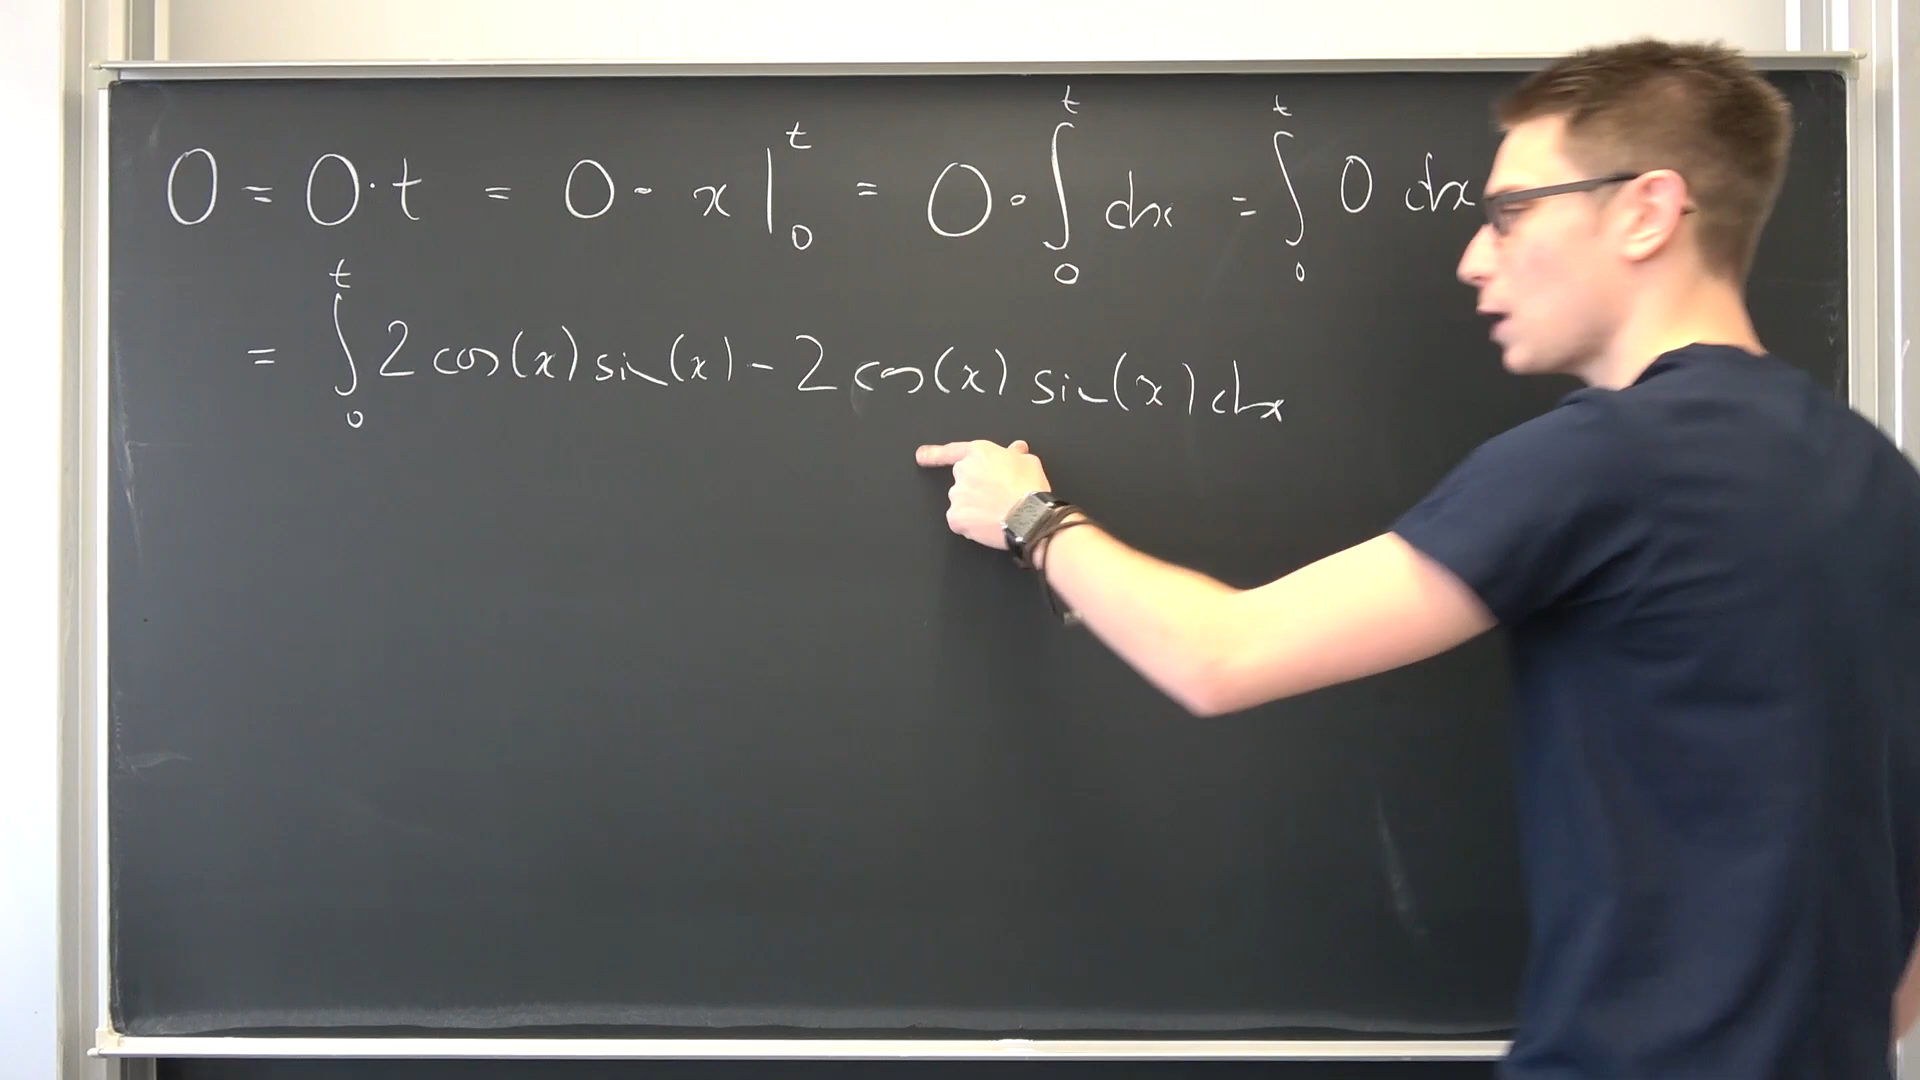 0 = 0·t = 0·x|₀ᵗ = 0·∫₀ᵗ dx = ∫₀ᵗ 0 dx
= ∫₀ᵗ 2 cos(x) sin(x) - 2 cos(x) sin(x) dx